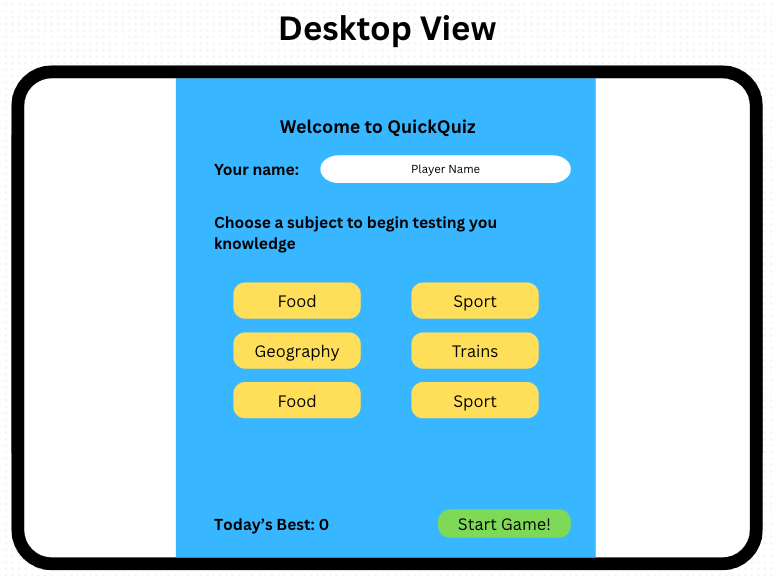 Desktop View
Welcome to QuickQuiz
Your name:
Player Name
Choose a subject to begin testing you
knowledge
Food
Sport
Geography
Trains
Food
Sport
Today’s Best: 0
Start Game!